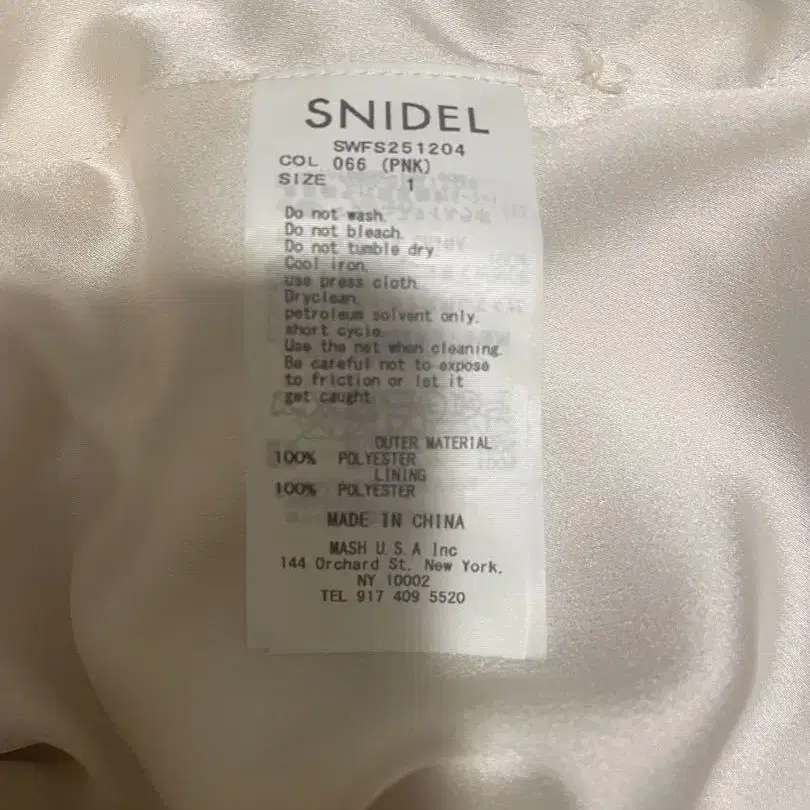 SNIDEL
SWFS251204
COL 066 (PNK)
SIZE 1
Do not wash.
Do not bleach.
Do not tumble dry.
Cool iron,
use press cloth.
Dryclean,
petroleum solvent only,
short cycle.
Use the net when cleaning.
Be careful not to expose
to friction or let it
get caught.
OUTER MATERIAL
100% POLYESTER
LINING
100% POLYESTER
MADE IN CHINA
MASH U.S.A Inc
144 Orchard St. New York,
NY 10002
TEL 917 409 5520